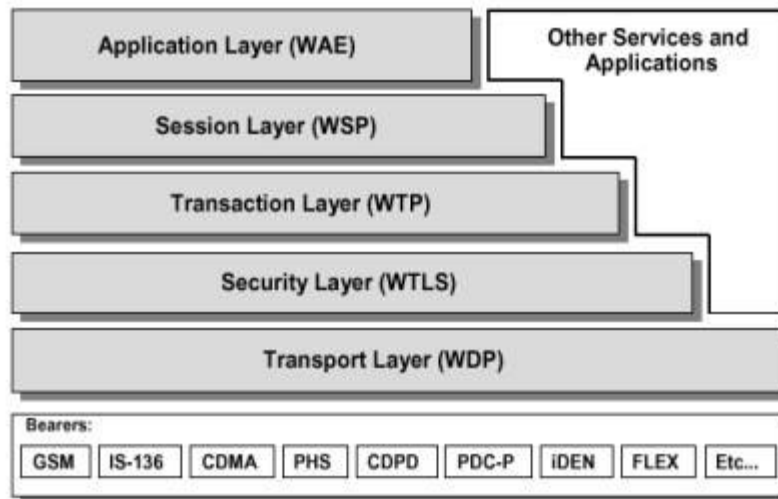 Application Layer (WAE)
Other Services and
Applications
Session Layer (WSP)
Transaction Layer (WTP)
Security Layer (WTLS)
Transport Layer (WDP)
Bearers:
GSM IS-136 CDMA PHS CDPD PDC-P iDEN FLEX Etc...